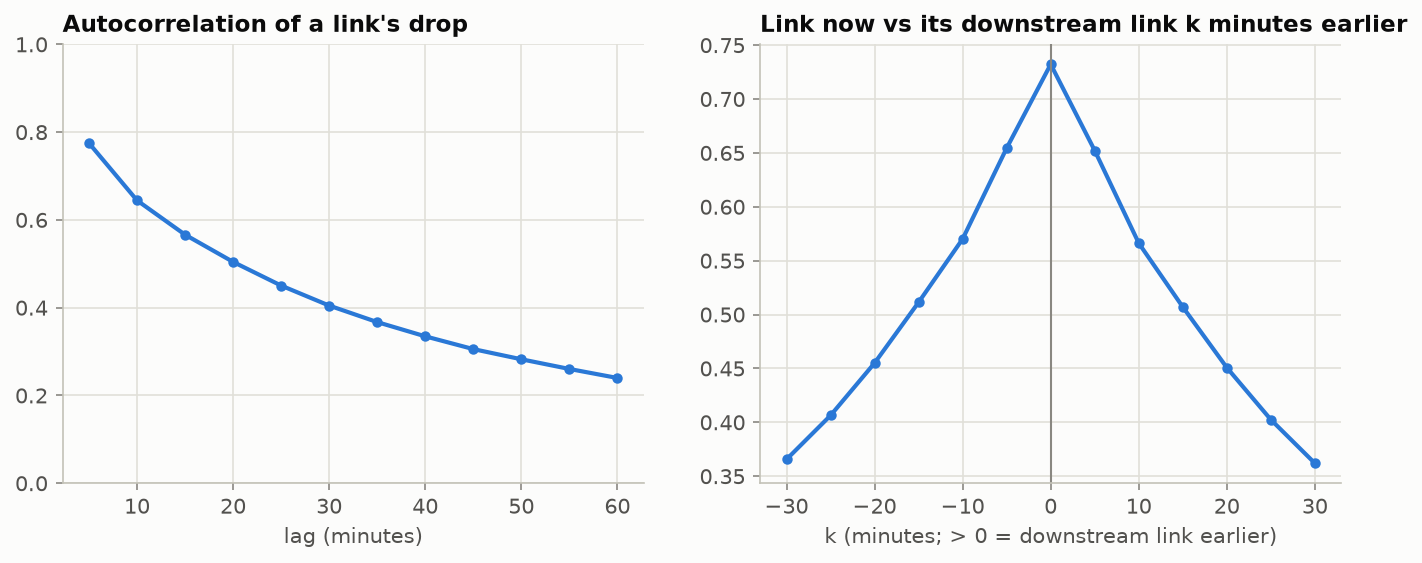 Autocorrelation of a link's drop
1.0
0.8
0.6
0.4
0.2
0.0
10 20 30 40 50 60
lag (minutes)
Link now vs its downstream link k minutes earlier
0.75
0.70
0.65
0.60
0.55
0.50
0.45
0.40
0.35
−30 −20 −10 0 10 20 30
k (minutes; > 0 = downstream link earlier)